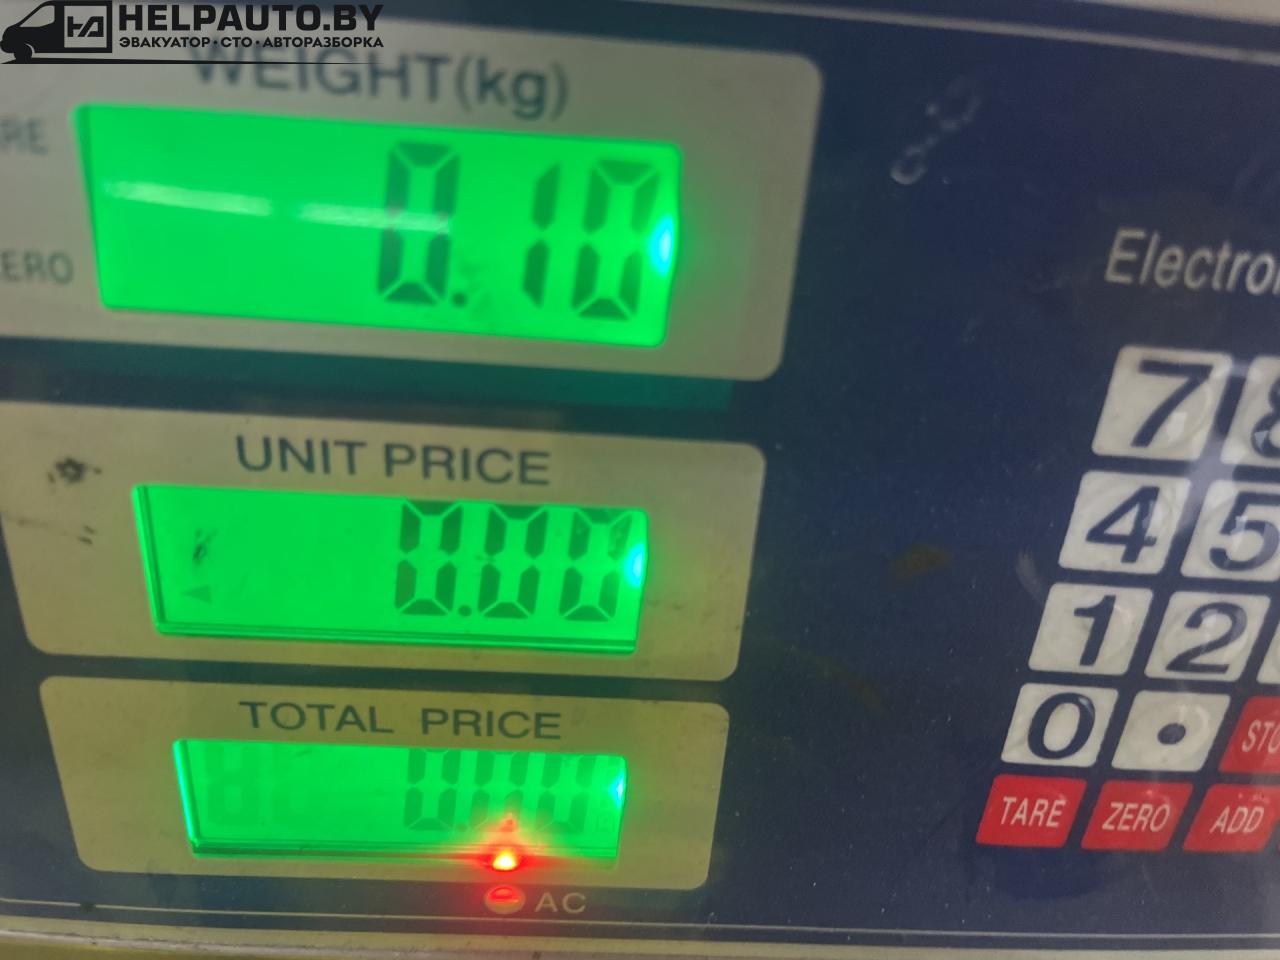 HELPAUTO.BY
ЭВАКУАТОР·СТО·АВТОРАЗБОРКА
WEIGHT(kg)
0.10
UNIT PRICE
0.00
TOTAL PRICE
0.00
AC
7
4 5
1 2
0 .
TARE ZERO ADD